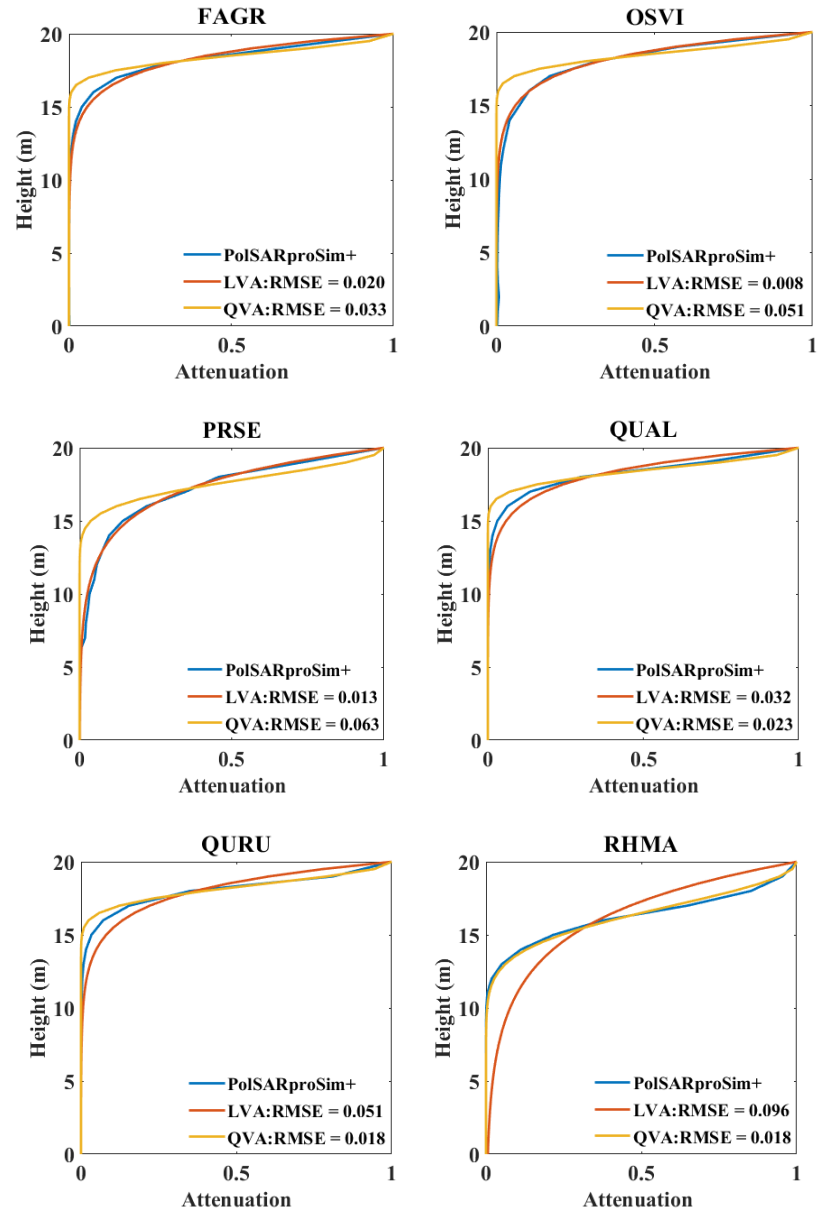 FAGR
20
15
10
5
0
Height (m)
PolSARproSim+
LVA:RMSE = 0.020
QVA:RMSE = 0.033
0 0.5 1
Attenuation
OSVI
20
15
10
5
0
Height (m)
PolSARproSim+
LVA:RMSE = 0.008
QVA:RMSE = 0.051
0 0.5 1
Attenuation
PRSE
20
15
10
5
0
Height (m)
PolSARproSim+
LVA:RMSE = 0.013
QVA:RMSE = 0.063
0 0.5 1
Attenuation
QUAL
20
15
10
5
0
Height (m)
PolSARproSim+
LVA:RMSE = 0.032
QVA:RMSE = 0.023
0 0.5 1
Attenuation
QURU
20
15
10
5
0
Height (m)
PolSARproSim+
LVA:RMSE = 0.051
QVA:RMSE = 0.018
0 0.5 1
Attenuation
RHMA
20
15
10
5
0
Height (m)
PolSARproSim+
LVA:RMSE = 0.096
QVA:RMSE = 0.018
0 0.5 1
Attenuation